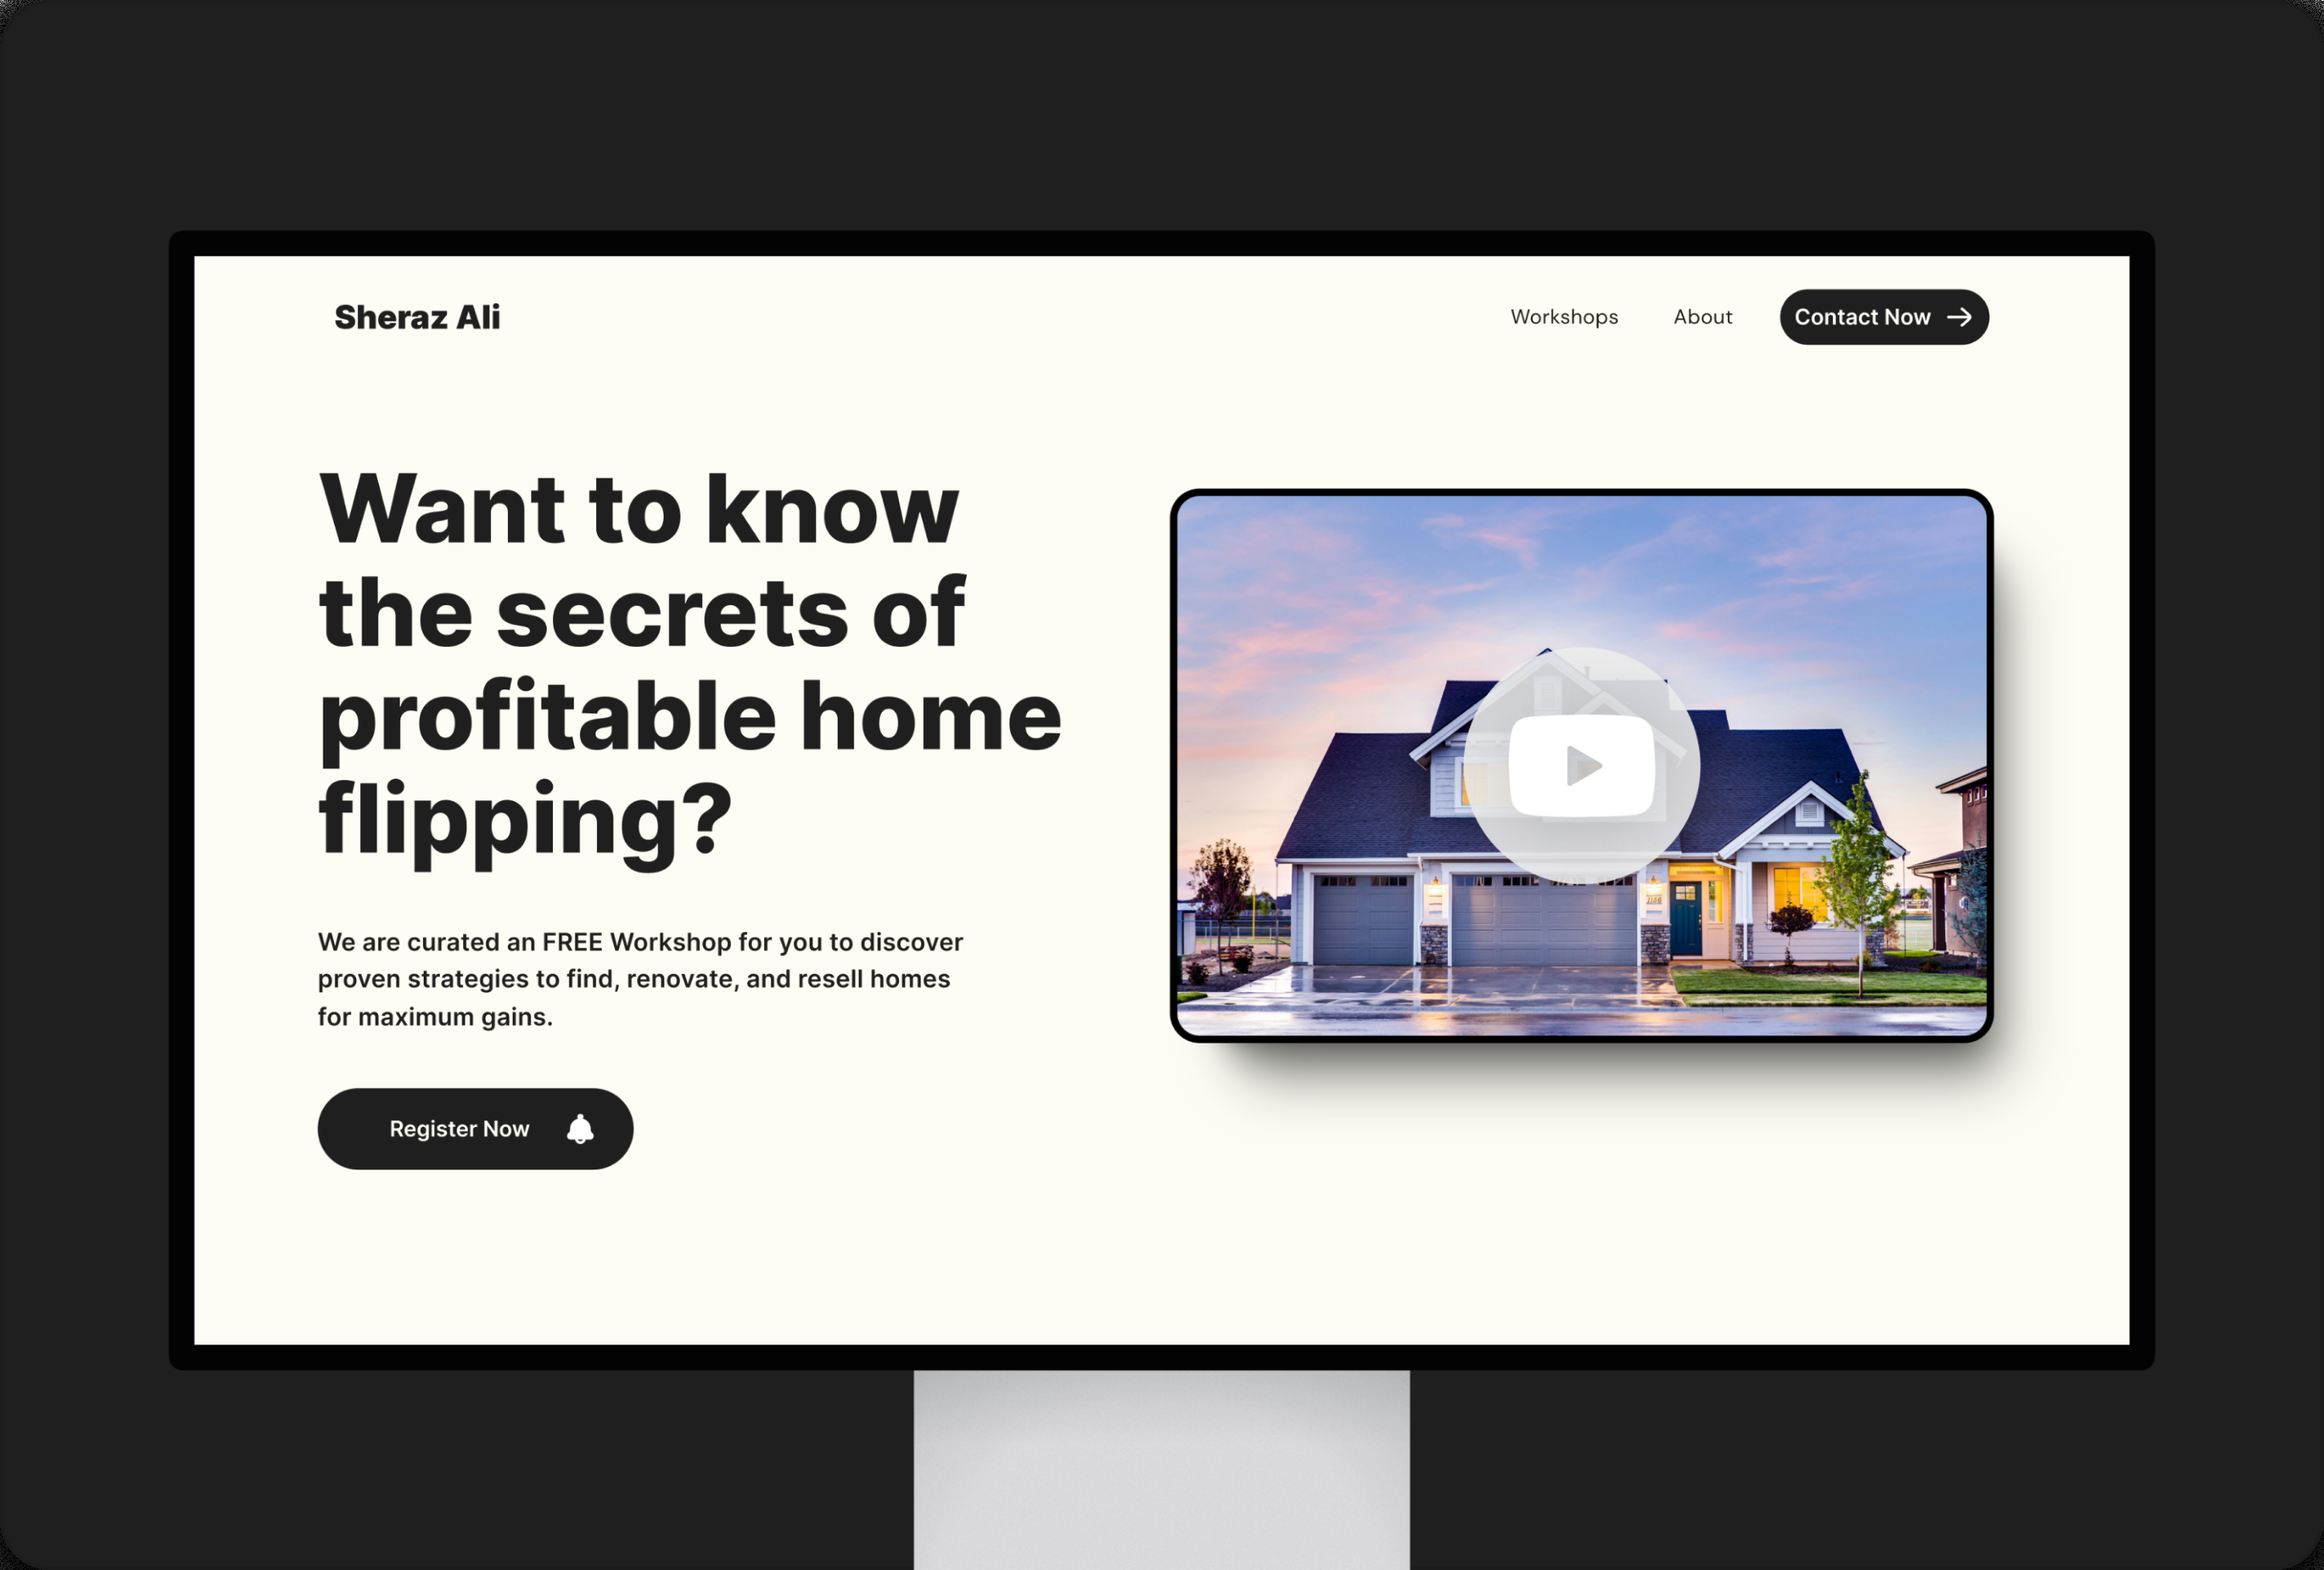 Sheraz Ali
Workshops
About
Contact Now
Want to know
the secrets of
profitable home
flipping?
We are curated an FREE Workshop for you to discover
proven strategies to find, renovate, and resell homes
for maximum gains.
Register Now